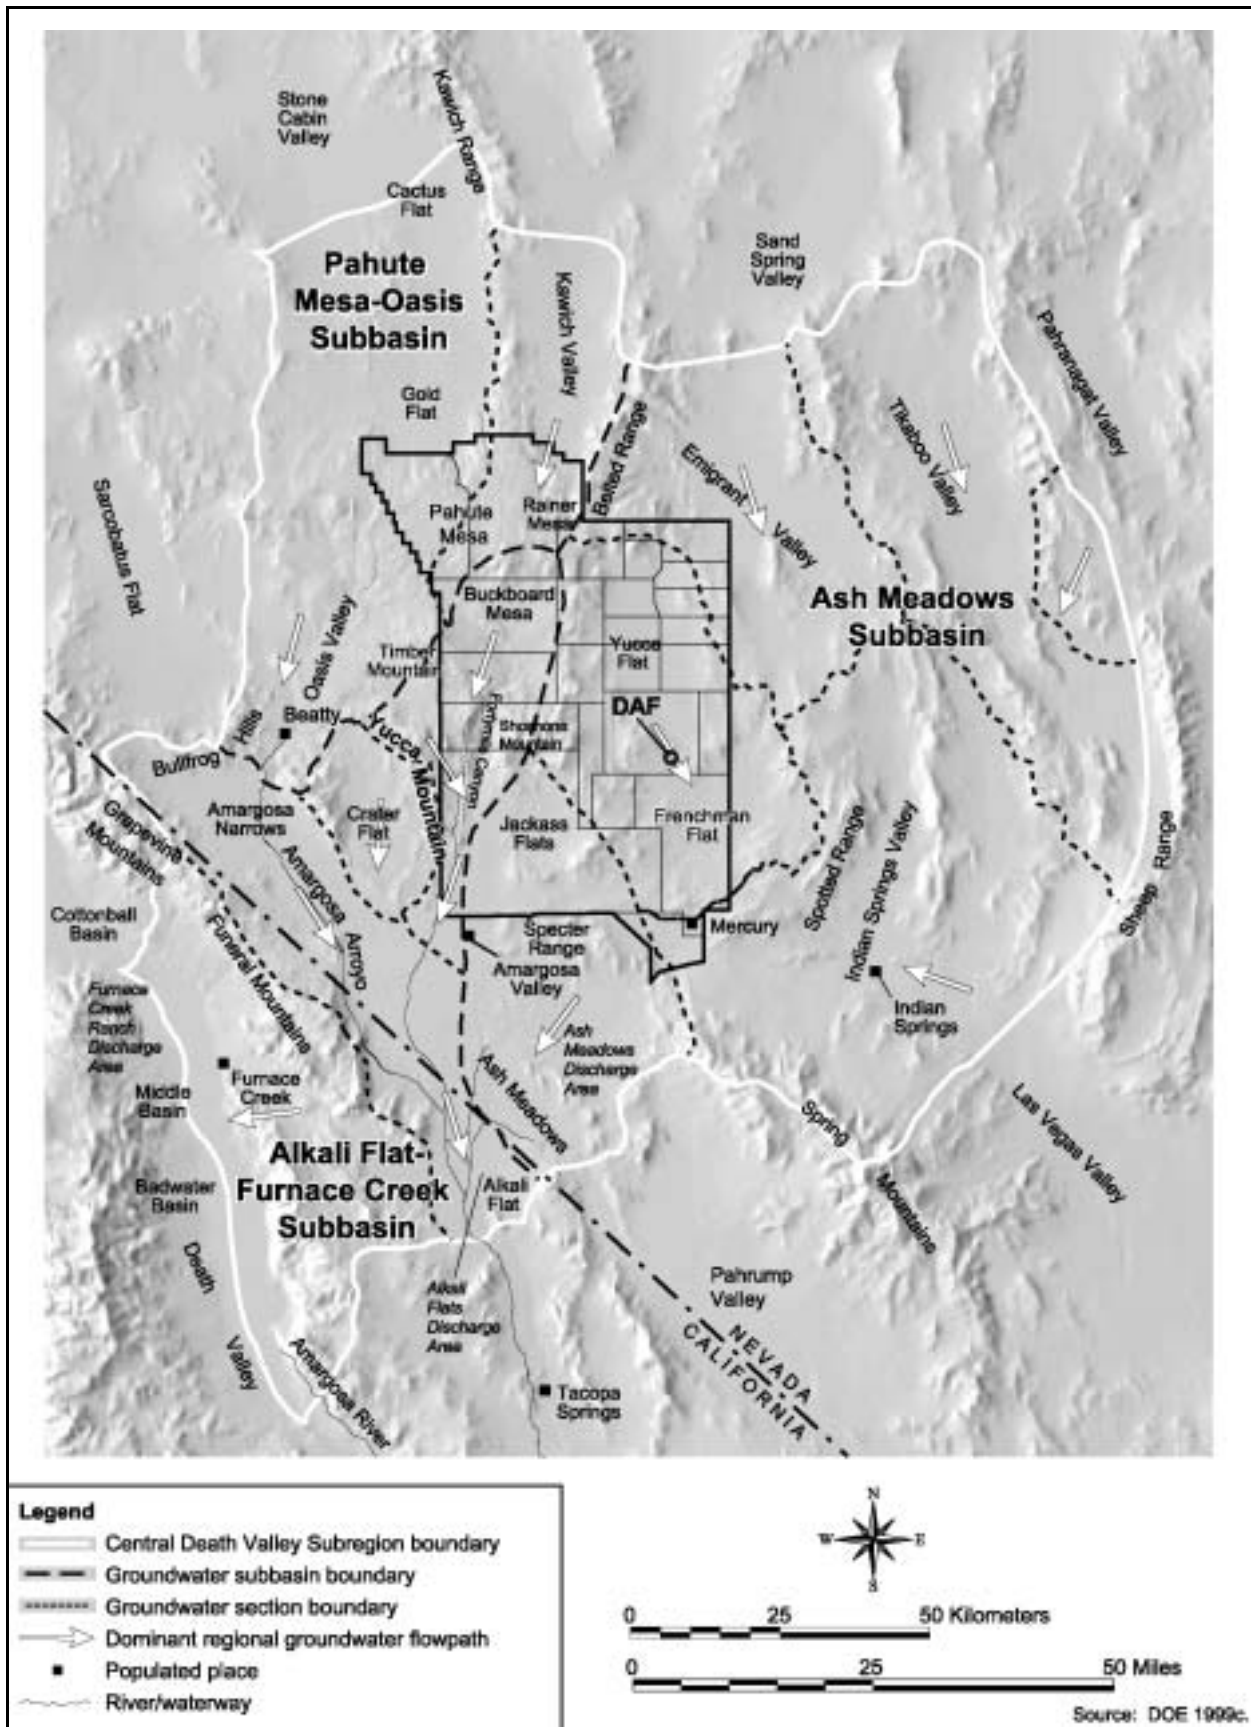 Stone
Cabin
Valley
Kawich Range
Cactus
Flat
Pahute
Mesa-Oasis
Subbasin
Kawich Valley
Sand
Spring
Valley
Pahranagat Valley
Gold
Flat
Belted Range
Tikaboo Valley
Emigrant
Valley
Sarcobatus Flat
Pahute
Mesa
Rainer
Mesa
Buckboard
Mesa
Ash Meadows
Subbasin
Oasis Valley
Timber
Mountain
Yucca
Flat
Beatty
Yucca Mountain
Fortymile Canyon
Shoshone
Mountain
DAF
Bullfrog Hills
Amargosa
Narrows
Crater
Flat
Jackass
Flats
Frenchman
Flat
Grapevine
Mountains
Amargosa
Arroyo
Spotted Range
Indian Springs Valley
Sheep Range
Cottonball
Basin
Funeral Mountains
Specter
Range
Mercury
Amargosa
Valley
Indian
Springs
Furnace
Creek
Ranch
Discharge
Area
Ash
Meadows
Discharge
Area
Furnace
Creek
Middle
Basin
Ash Meadows
Spring
Mountains
Las Vegas Valley
Alkali Flat-
Furnace Creek
Subbasin
Badwater
Basin
Alkali
Flat
Death
Valley
Pahrump
Valley
Alkali
Flats
Discharge
Area
NEVADA
CALIFORNIA
Amargosa River
Tacopa
Springs
Legend
Central Death Valley Subregion boundary
Groundwater subbasin boundary
Groundwater section boundary
Dominant regional groundwater flowpath
Populated place
River/waterway
N
W E
S
0 25 50 Kilometers
0 25 50 Miles
Source: DOE 1999c.